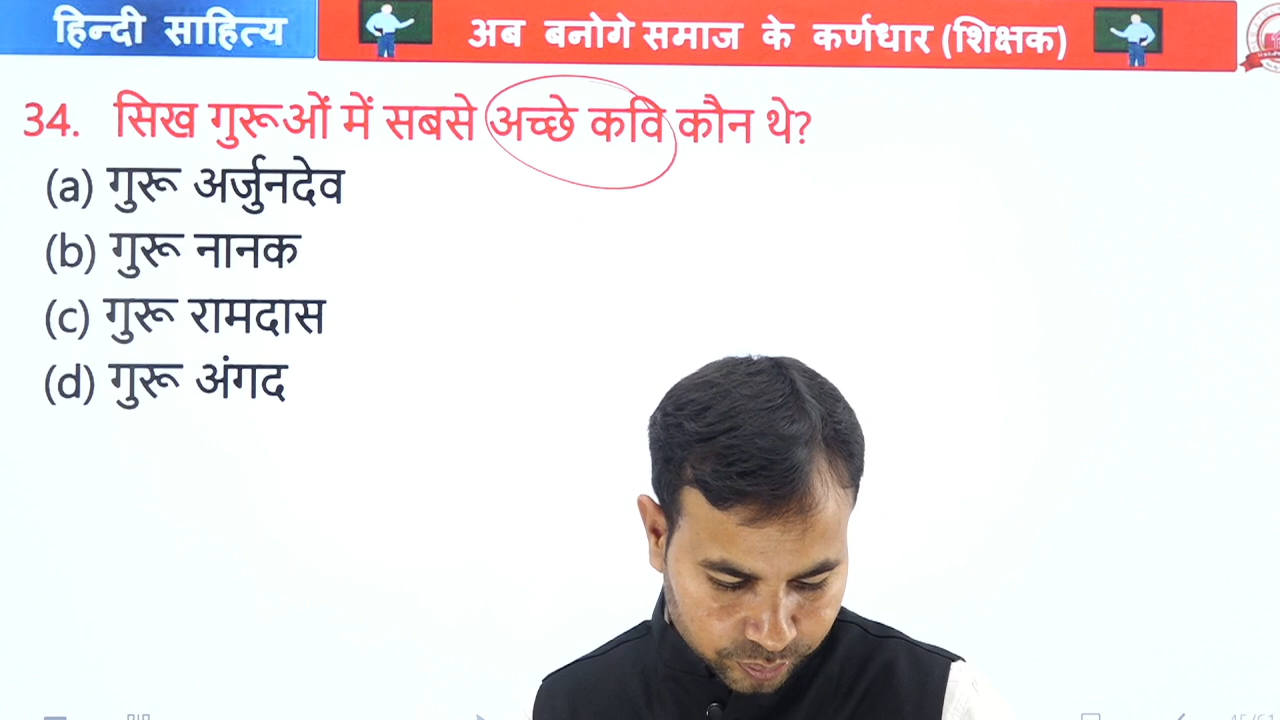 हिन्दी साहित्य
अब बनोगे समाज के कर्णधार (शिक्षक)
34. सिख गुरूओं में सबसे अच्छे कवि कौन थे?
(a) गुरू अर्जुनदेव
(b) गुरू नानक
(c) गुरू रामदास
(d) गुरू अंगद